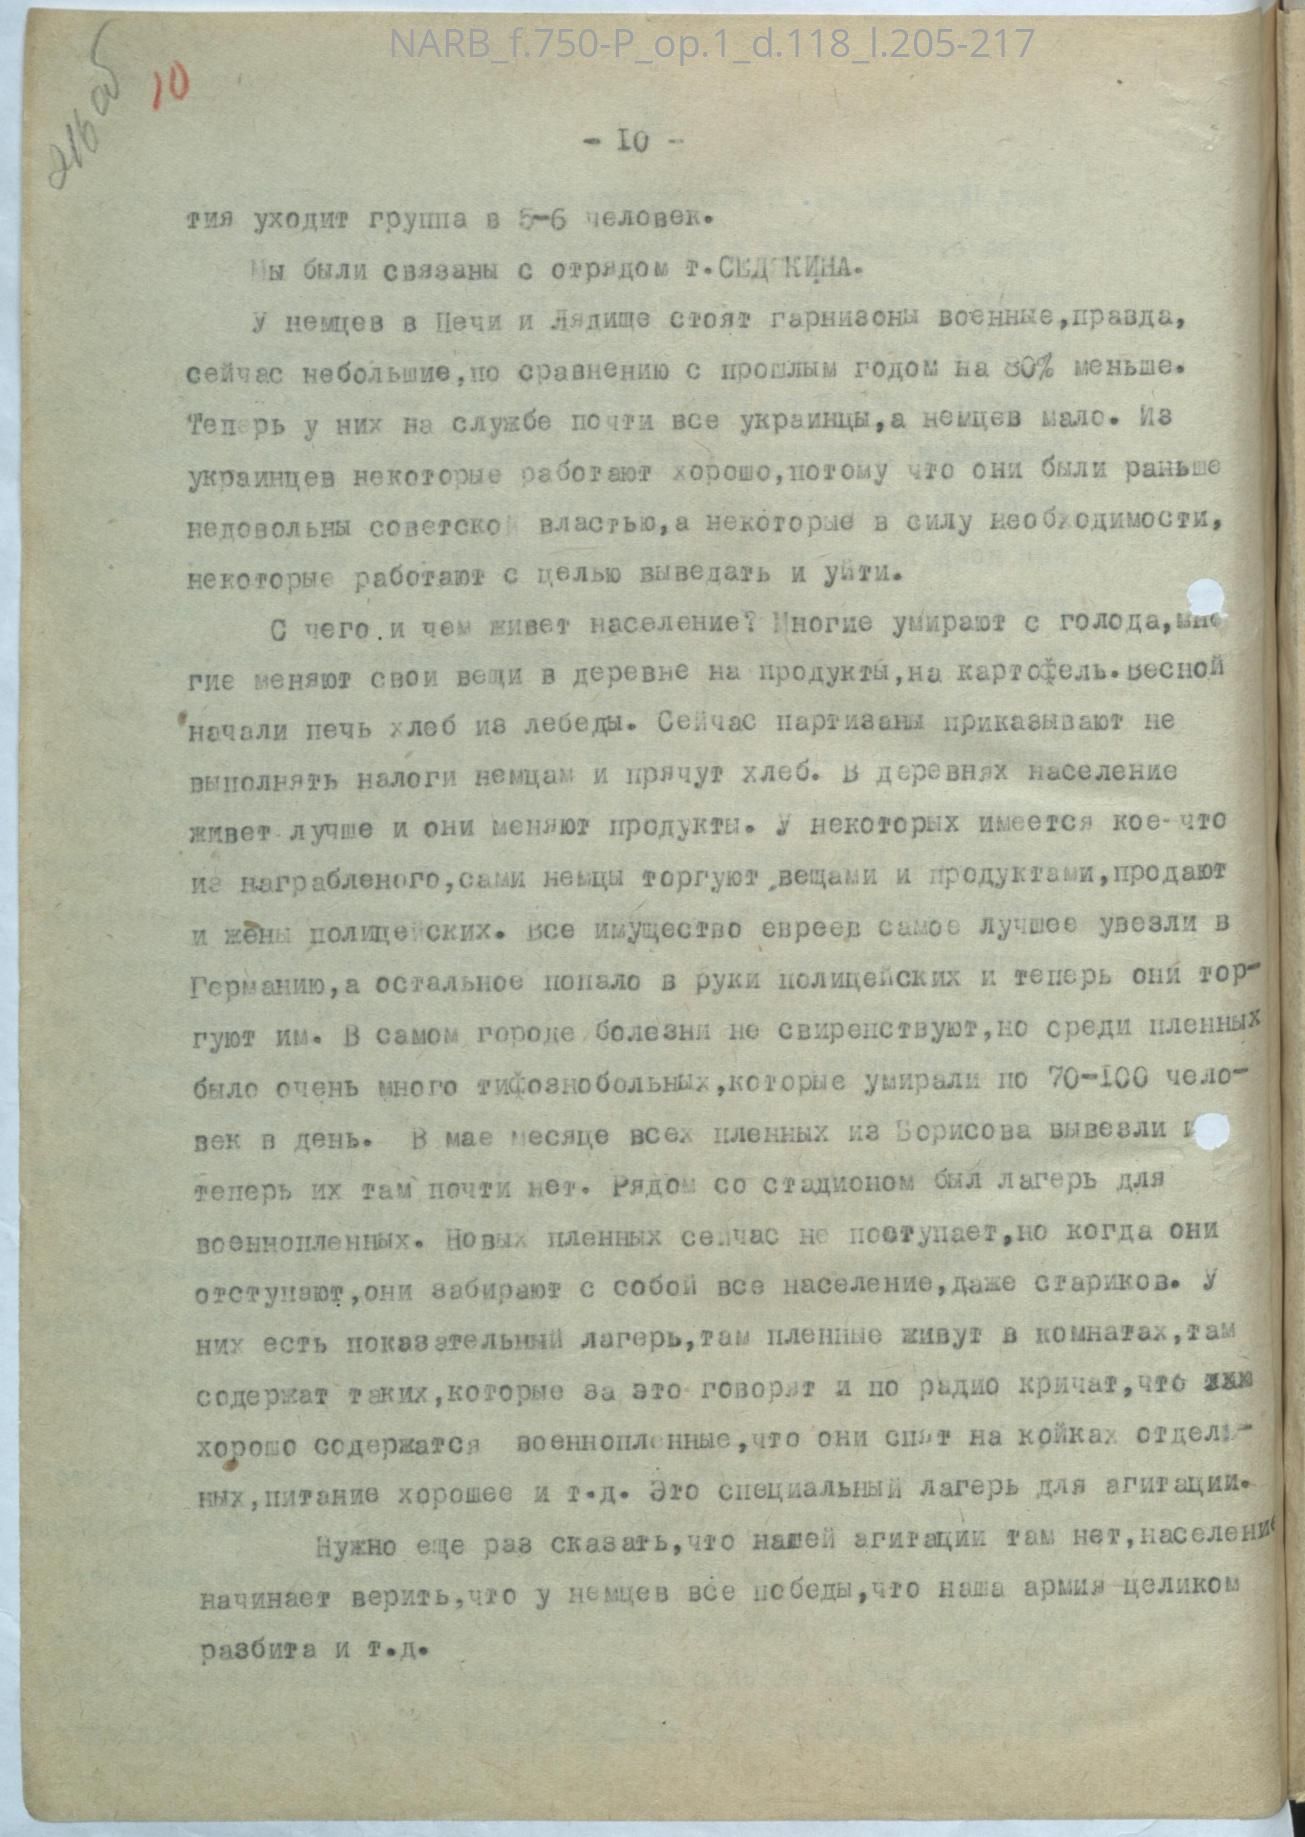 NARB_f.750-P_op.1_d.118_l.205-217
216 об
10
- 10 -
тия уходит группа в 5-6 человек.
Мы были связаны с отрядом т.
У немцев в Печи и Лядище стоят гарнизоны военные,правда,
сейчас небольшие,по сравнению с прошлым годом на 80% меньше.
Теперь у них на службе почти все украинцы,а немцев мало. Из
украинцев некоторые работают хорошо,потому что они были раньше
недовольны советской властью,а некоторые в силу необходимости,
некоторые работают с целью выведать и уйти.
С чего и чем живет население? Многие умирают с голода,мно
гие меняют свои вещи в деревне на продукты,на картофель.Весной
начали печь хлеб из лебеды. Сейчас партизаны приказывают не
выполнять налоги немцам и прячут хлеб. В деревнях население
живет лучше и они меняют продукты. У некоторых имеется кое-что
из награбленого,сами немцы торгуют вещами и продуктами,продают
и жены полицейских. Все имущество евреев самое лучшее увезли в
Германию,а остальное попало в руки полицейских и теперь они тор-
гуют им. В самом городе болезни не свирепствуют,но среди пленных
было очень много тифознобольных,которые умирали по 70-100 чело-
век в день. В мае месяце всех пленных из Борисова вывезли и
теперь их там почти нет. Рядом со стадионом был лагерь для
военнопленных. Новых пленных сейчас не поступает,но когда они
отступают,они забирают с собой все население,даже стариков. У
них есть показательный лагерь,там пленные живут в комнатах,там
содержат таких,которые за это говорят и по радио кричат,что
хорошо содержатся военнопленные,что они спят на койках отдель-
ных,питание хорошее и т.д. Это специальный лагерь для агитации.
Нужно еще раз сказать,что нашей агитации там нет,население
начинает верить,что у немцев все победы,что наша армия целиком
разбита и т.д.